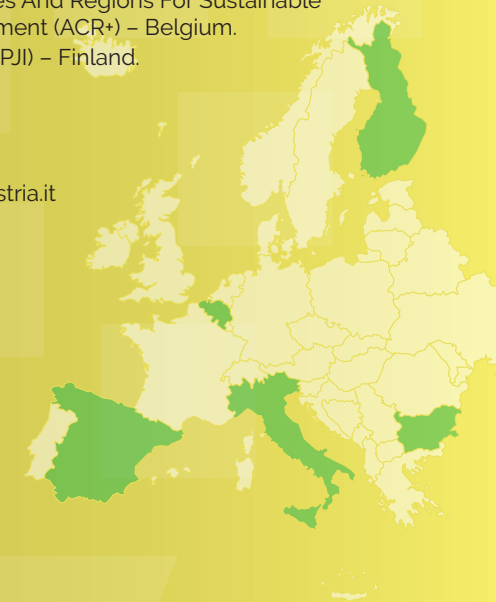 es And Regions For Sustainable
ment (ACR+) – Belgium.
PJI) – Finland.
stria.it